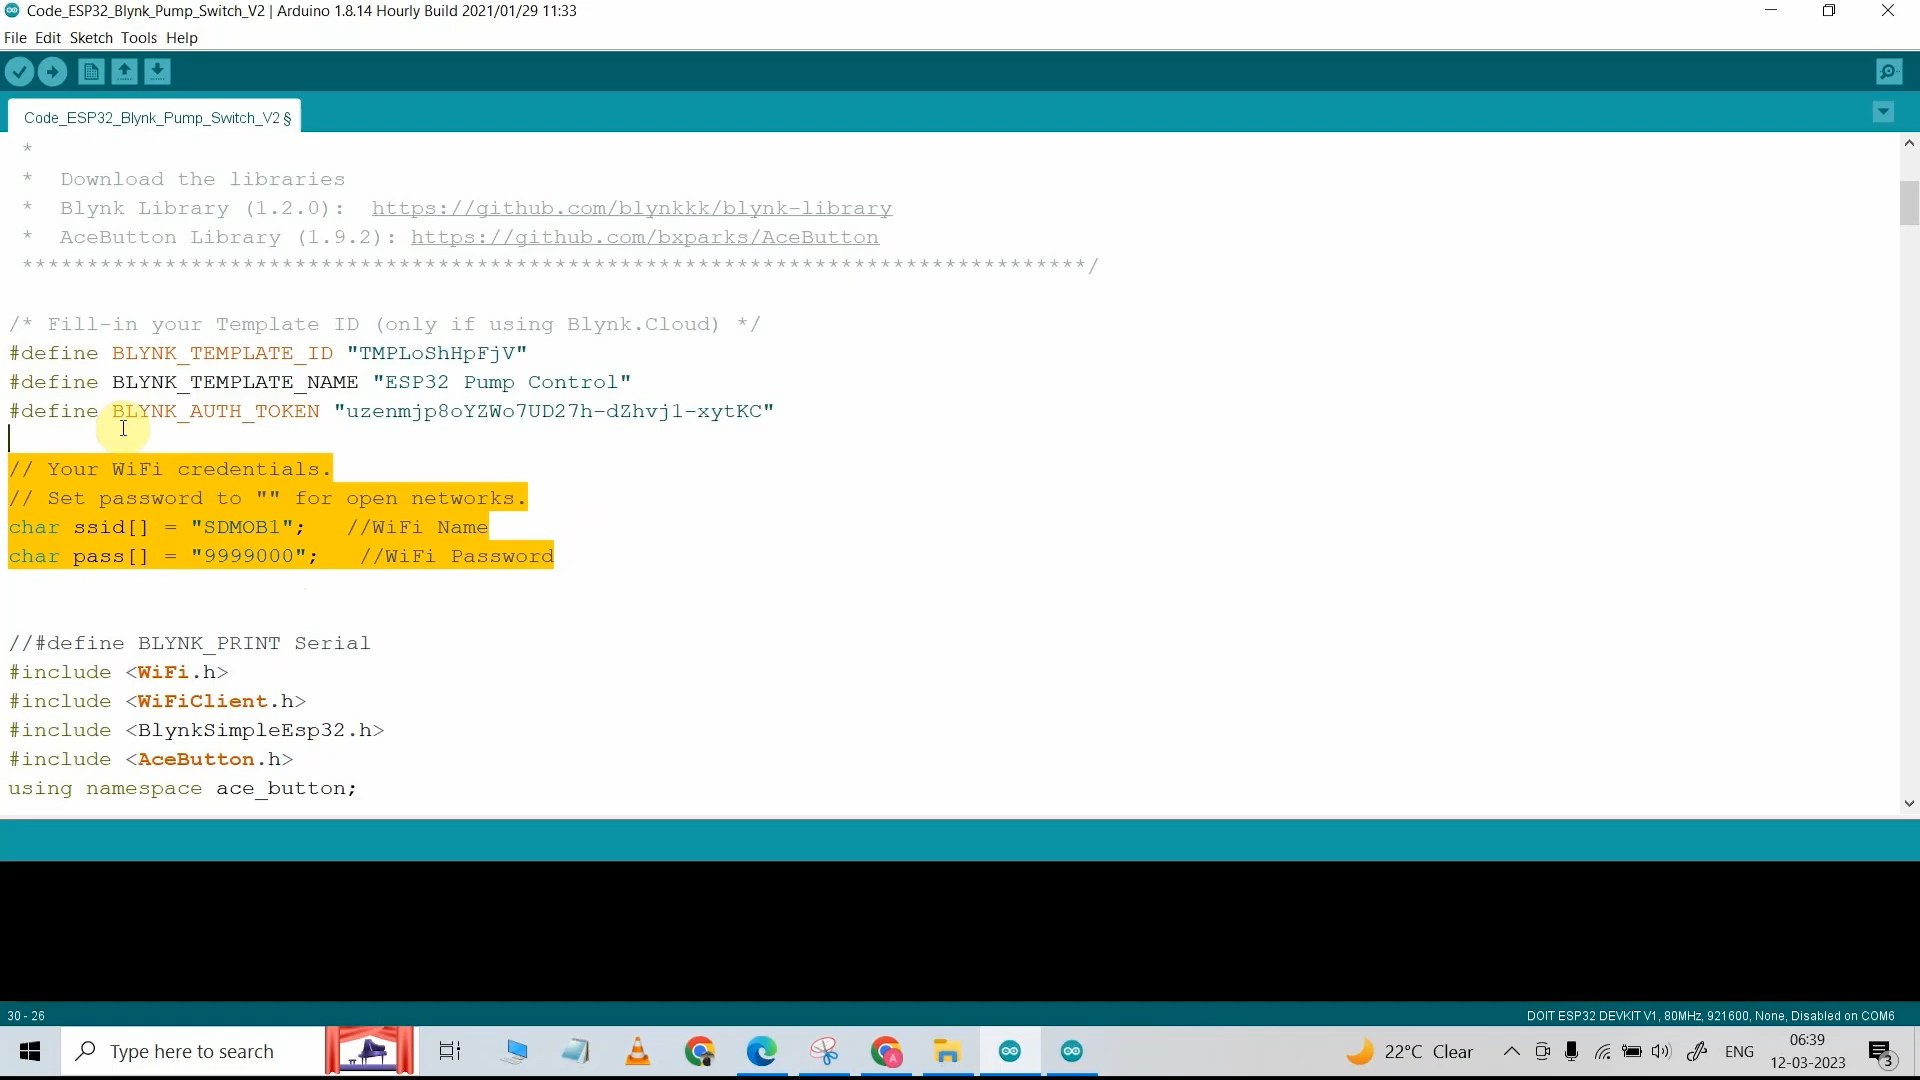 Code_ESP32_Blynk_Pump_Switch_V2 | Arduino 1.8.14 Hourly Build 2021/01/29 11:33
File Edit Sketch Tools Help
Code_ESP32_Blynk_Pump_Switch_V2 §
*
* Download the libraries
* Blynk Library (1.2.0): https://github.com/blynkkk/blynk-library
* AceButton Library (1.9.2): https://github.com/bxparks/AceButton
**********************************************************************************/
/* Fill-in your Template ID (only if using Blynk.Cloud) */
#define BLYNK_TEMPLATE_ID "TMPLoShHpFjV"
#define BLYNK_TEMPLATE_NAME "ESP32 Pump Control"
#define BLYNK_AUTH_TOKEN "uzenmjp8oYZWo7UD27h-dZhvj1-xytKC"
// Your WiFi credentials.
// Set password to "" for open networks.
char ssid[] = "SDMOB1"; //WiFi Name
char pass[] = "9999000"; //WiFi Password
//#define BLYNK_PRINT Serial
#include <WiFi.h>
#include <WiFiClient.h>
#include <BlynkSimpleEsp32.h>
#include <AceButton.h>
using namespace ace_button;
30 - 26
DOIT ESP32 DEVKIT V1, 80MHz, 921600, None, Disabled on COM6
Type here to search
22°C Clear
ENG
06:39
12-03-2023
3